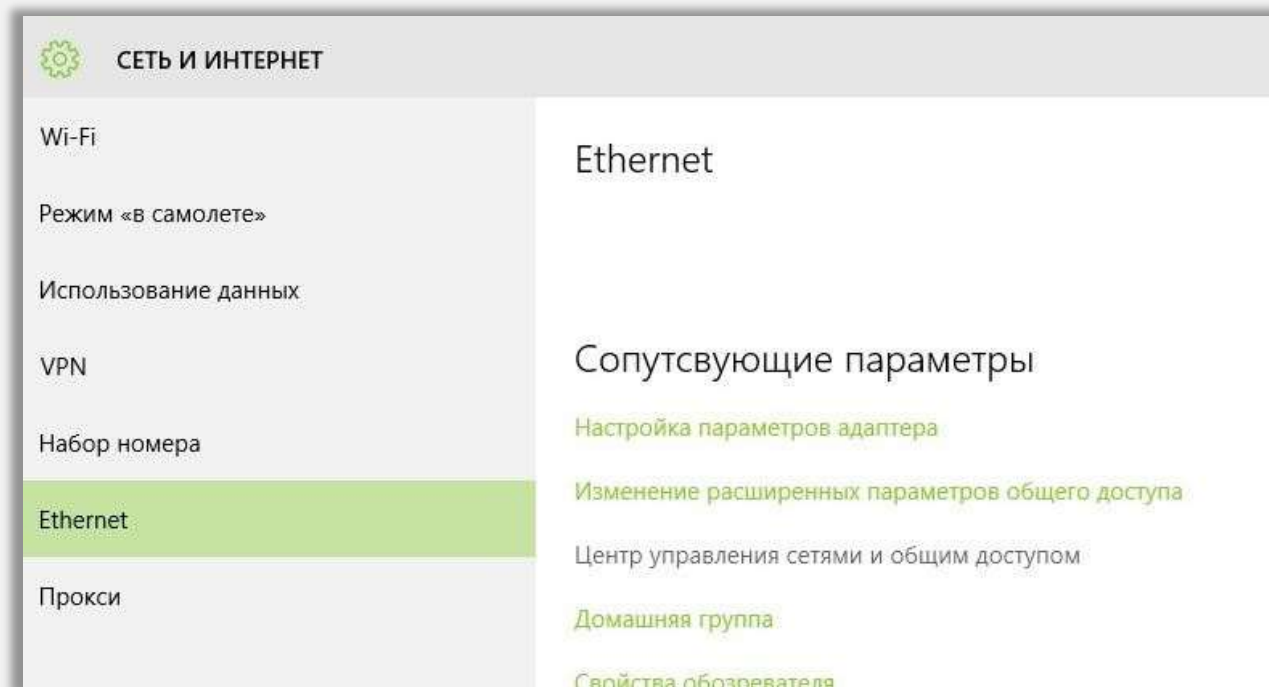 СЕТЬ И ИНТЕРНЕТ
Wi-Fi
Режим «в самолете»
Использование данных
VPN
Набор номера
Ethernet
Прокси
Ethernet
Сопутсвующие параметры
Настройка параметров адаптера
Изменение расширенных параметров общего доступа
Центр управления сетями и общим доступом
Домашняя группа
Свойства обозревателя